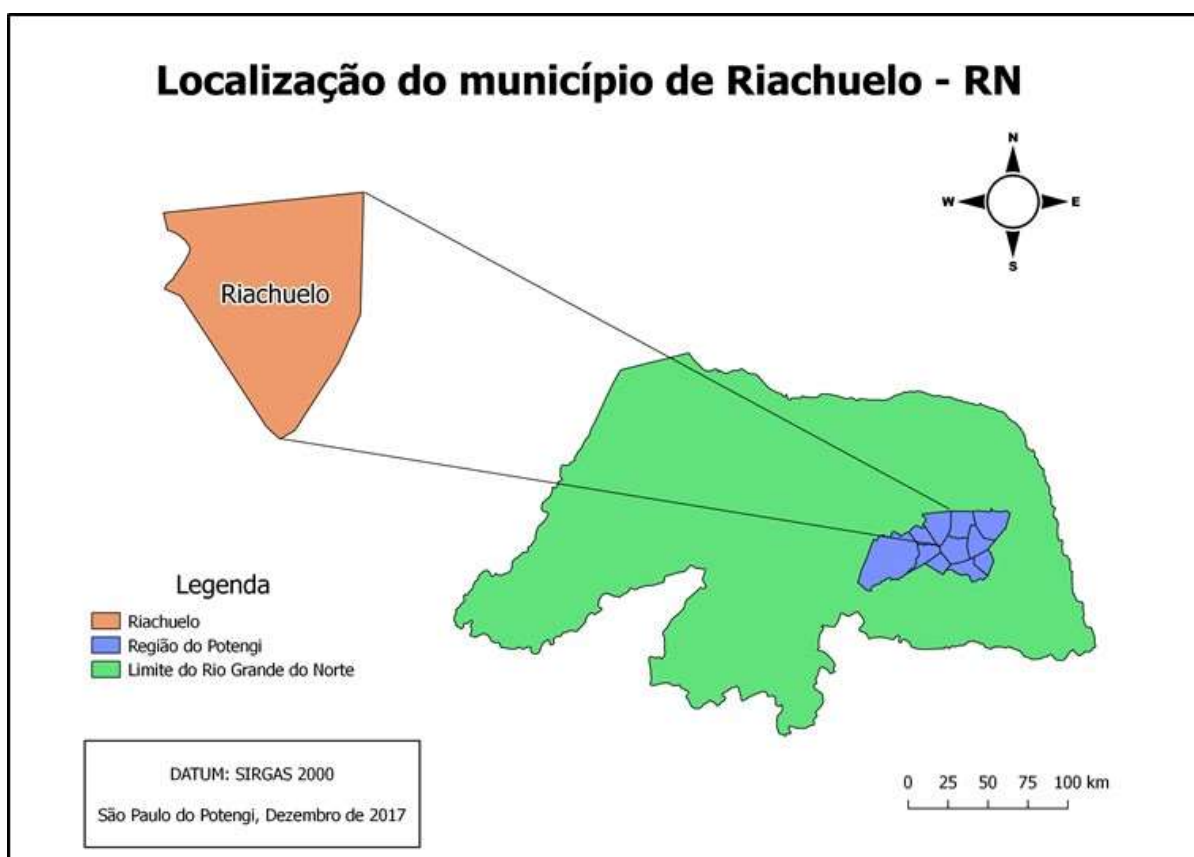 Localização do município de Riachuelo - RN
N
W E
S
Riachuelo
Legenda
Riachuelo
Região do Potengi
Limite do Rio Grande do Norte
DATUM: SIRGAS 2000
São Paulo do Potengi, Dezembro de 2017
0 25 50 75 100 km